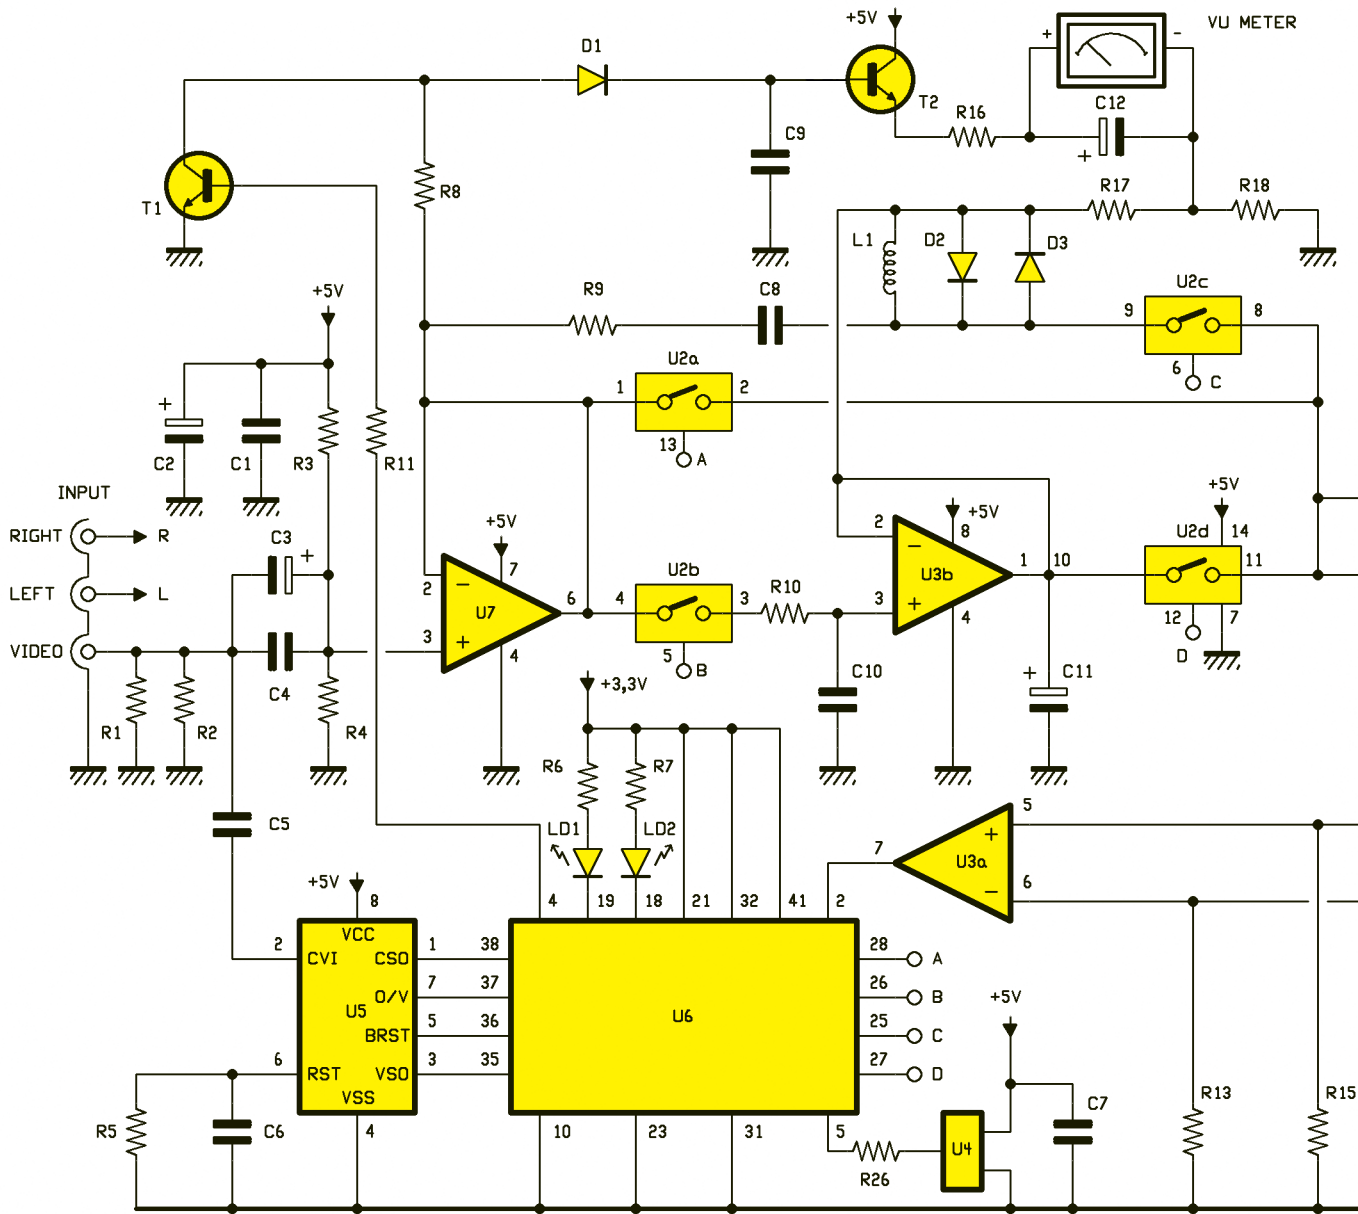 +5V
VU METER
D1
+
-
T2
R16
C12
+
C9
T1
R8
R17
R18
L1
D2
D3
+5V
R9
C8
U2c
9
8
6
C
U2a
1
2
13
A
+
C2
C1
R3
R11
INPUT
RIGHT
R
LEFT
L
VIDEO
C3
+
C4
+5V
7
2
-
U7
6
3
+
4
U2b
4
3
5
B
R10
+5V
2
8
-
U3b
1
10
3
+
4
+5V
U2d
14
11
12
7
D
C10
+
C11
R1
R2
R4
+3,3V
R6
R7
C5
LD1
LD2
5
7
+
U3a
6
-
+5V
8
4
19
18
21
32
41
2
VCC
2
CVI
CSO
1
38
28
A
O/V
7
37
26
B
U5
U6
+5V
BRST
5
36
25
C
6
RST
VSO
3
35
27
D
VSS
R5
C6
4
10
23
31
5
R26
U4
C7
R13
R15